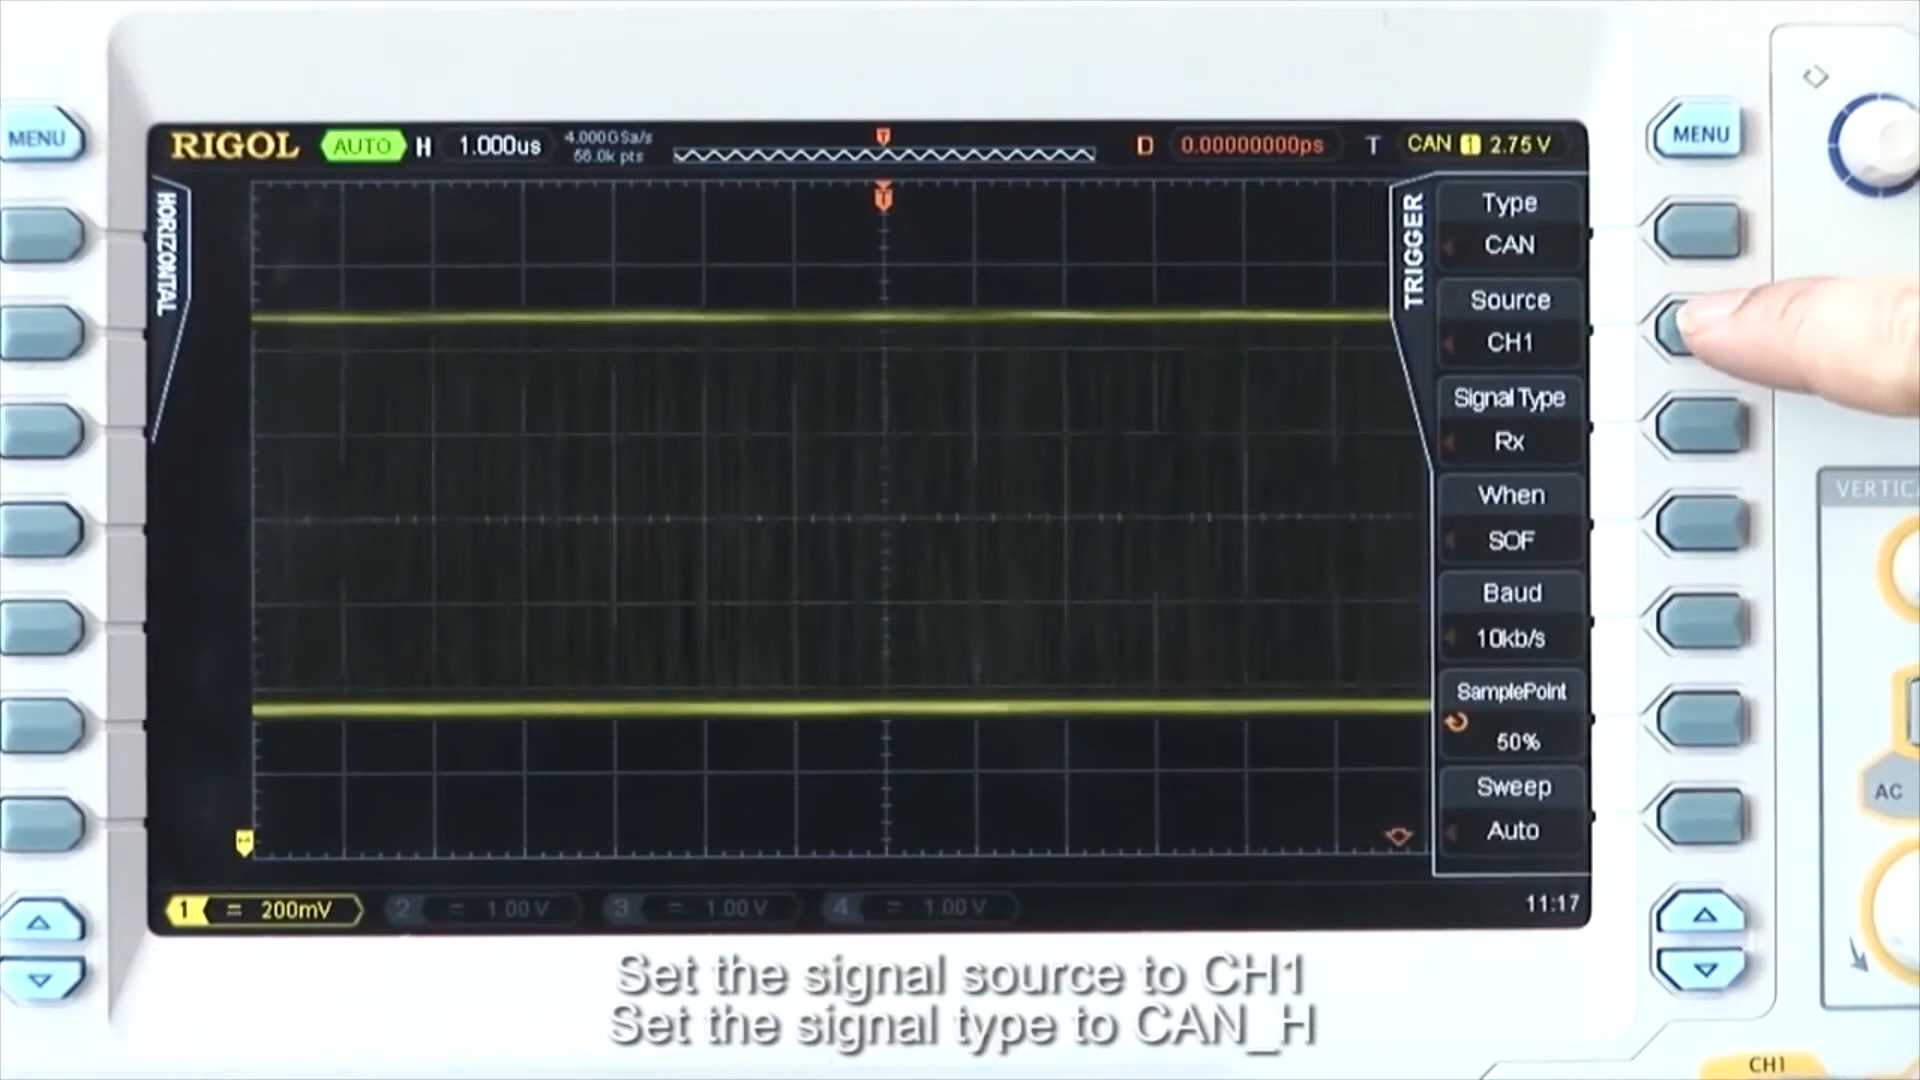 MENU
RIGOL
AUTO
H
1.000us
4.000GSa/s
56.0k pts
T
D
0.00000000ps
T
CAN 1 2.75 V
MENU
HORIZONTAL
T
TRIGGER
Type
CAN
Source
CH1
Signal Type
Rx
When
SOF
Baud
10kb/s
SamplePoint
50%
Sweep
Auto
AC
1 = 200mV
2 = 1.00 V
3 = 1.00 V
4 = 1.00 V
11:17
Set the signal source to CH1
Set the signal type to CAN_H
CH1